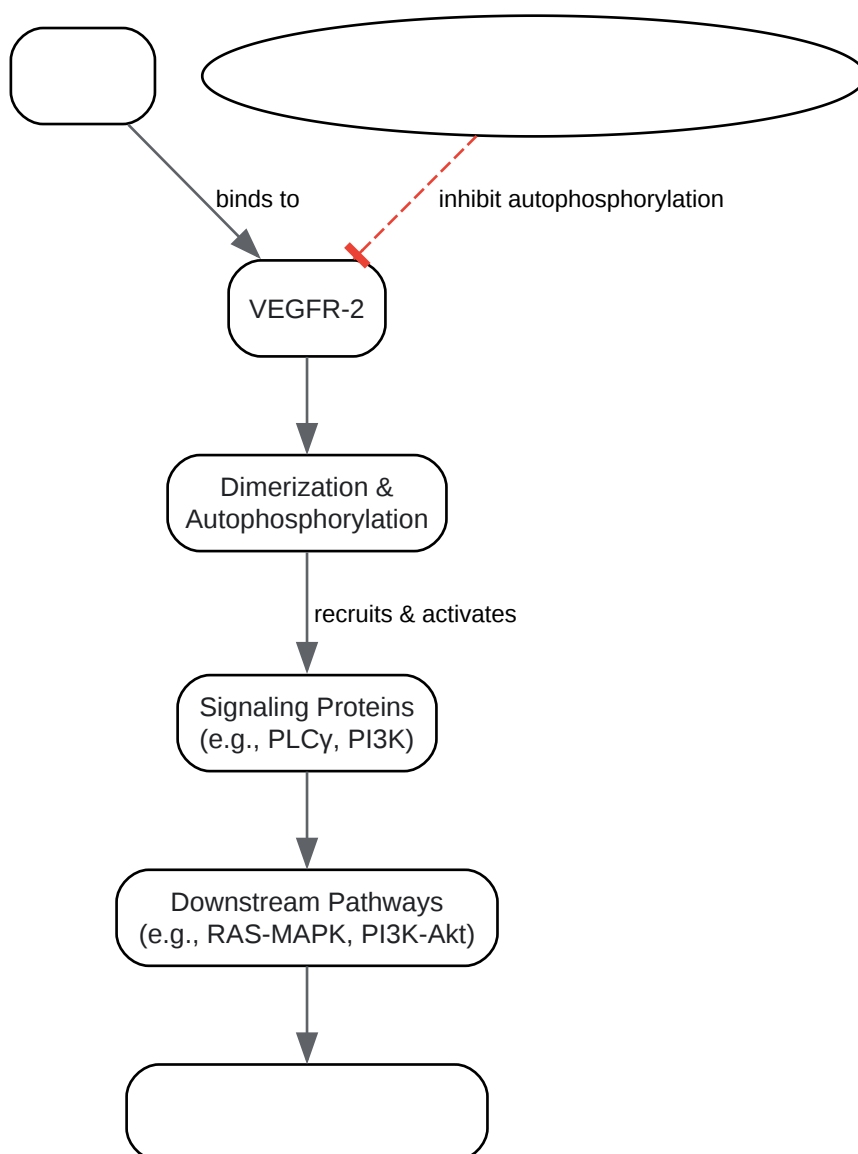 binds to
inhibit autophosphorylation
VEGFR-2
Dimerization &
Autophosphorylation
recruits & activates
Signaling Proteins
(e.g., PLCγ, PI3K)
Downstream Pathways
(e.g., RAS-MAPK, PI3K-Akt)